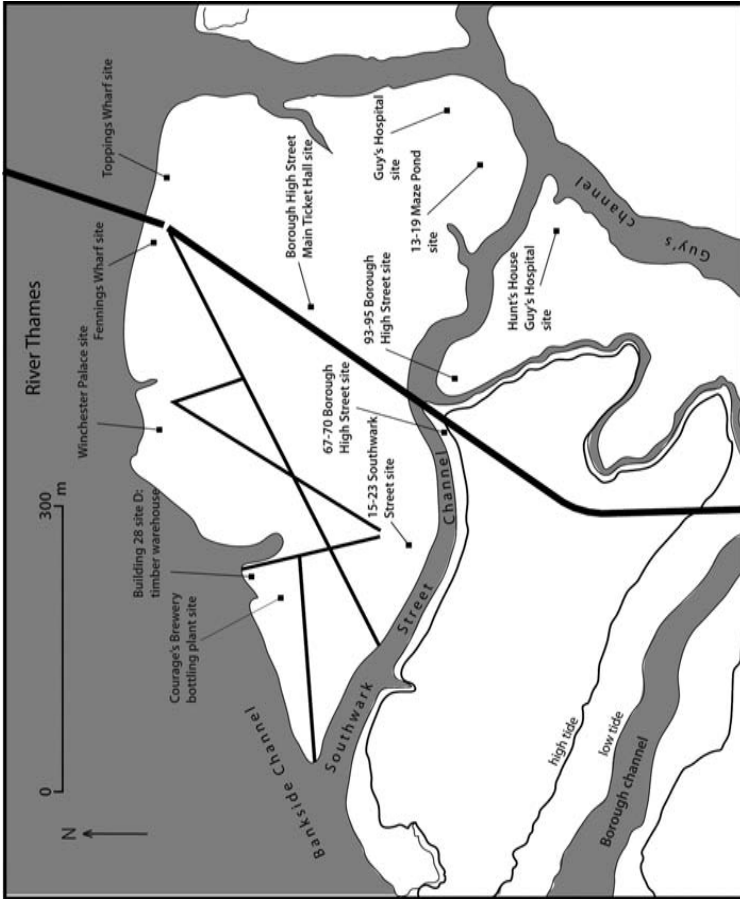 River Thames
0
300
m
N
Winchester Palace site
Fennings Wharf site
Toppings Wharf site
Building 28 site D:
timber warehouse
Courage's Brewery
bottling plant site
Bankside Channel
Borough High Street
Main Ticket Hall site
Southwark Street Channel
67-70 Borough
High Street site
15-23 Southwark
Street site
93-95 Borough
High Street site
Guy's Hospital
site
13-19 Maze Pond
site
Hunt's House
Guy's Hospital
site
Guy's channel
high tide
low tide
Borough channel